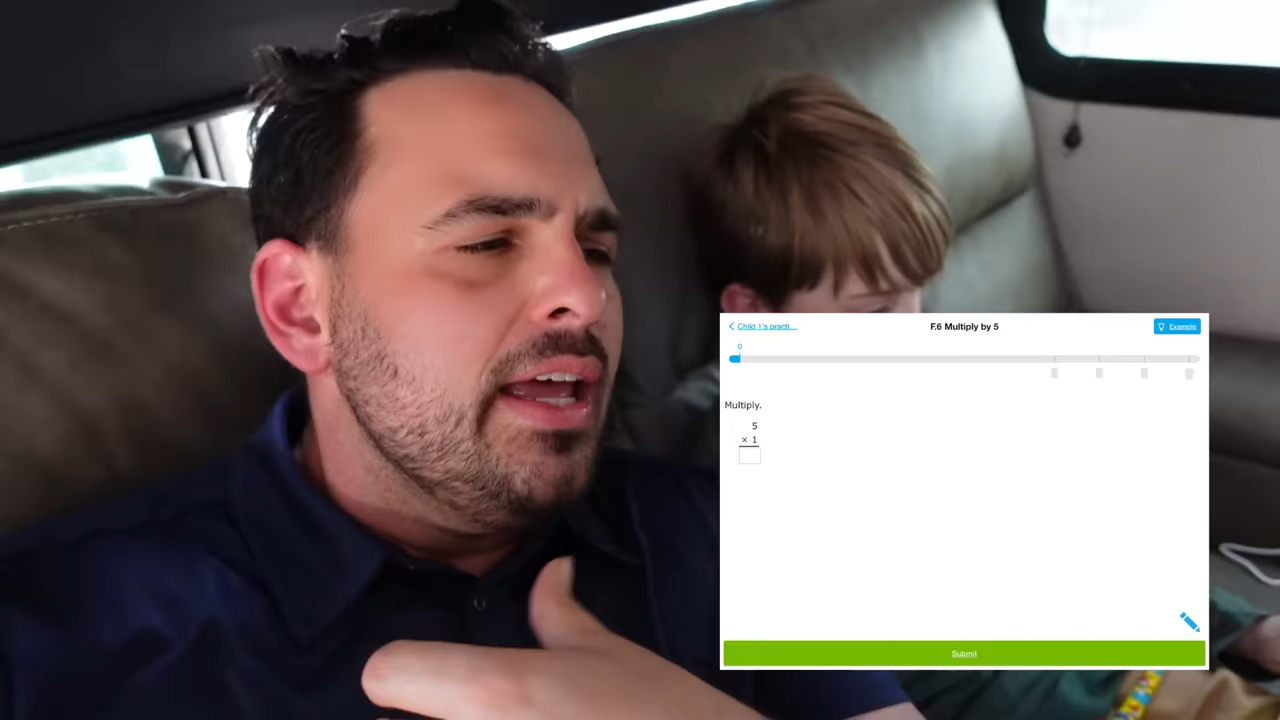 Child 1's practi...
F.6 Multiply by 5
Example
0
Multiply.
5
× 1
Submit